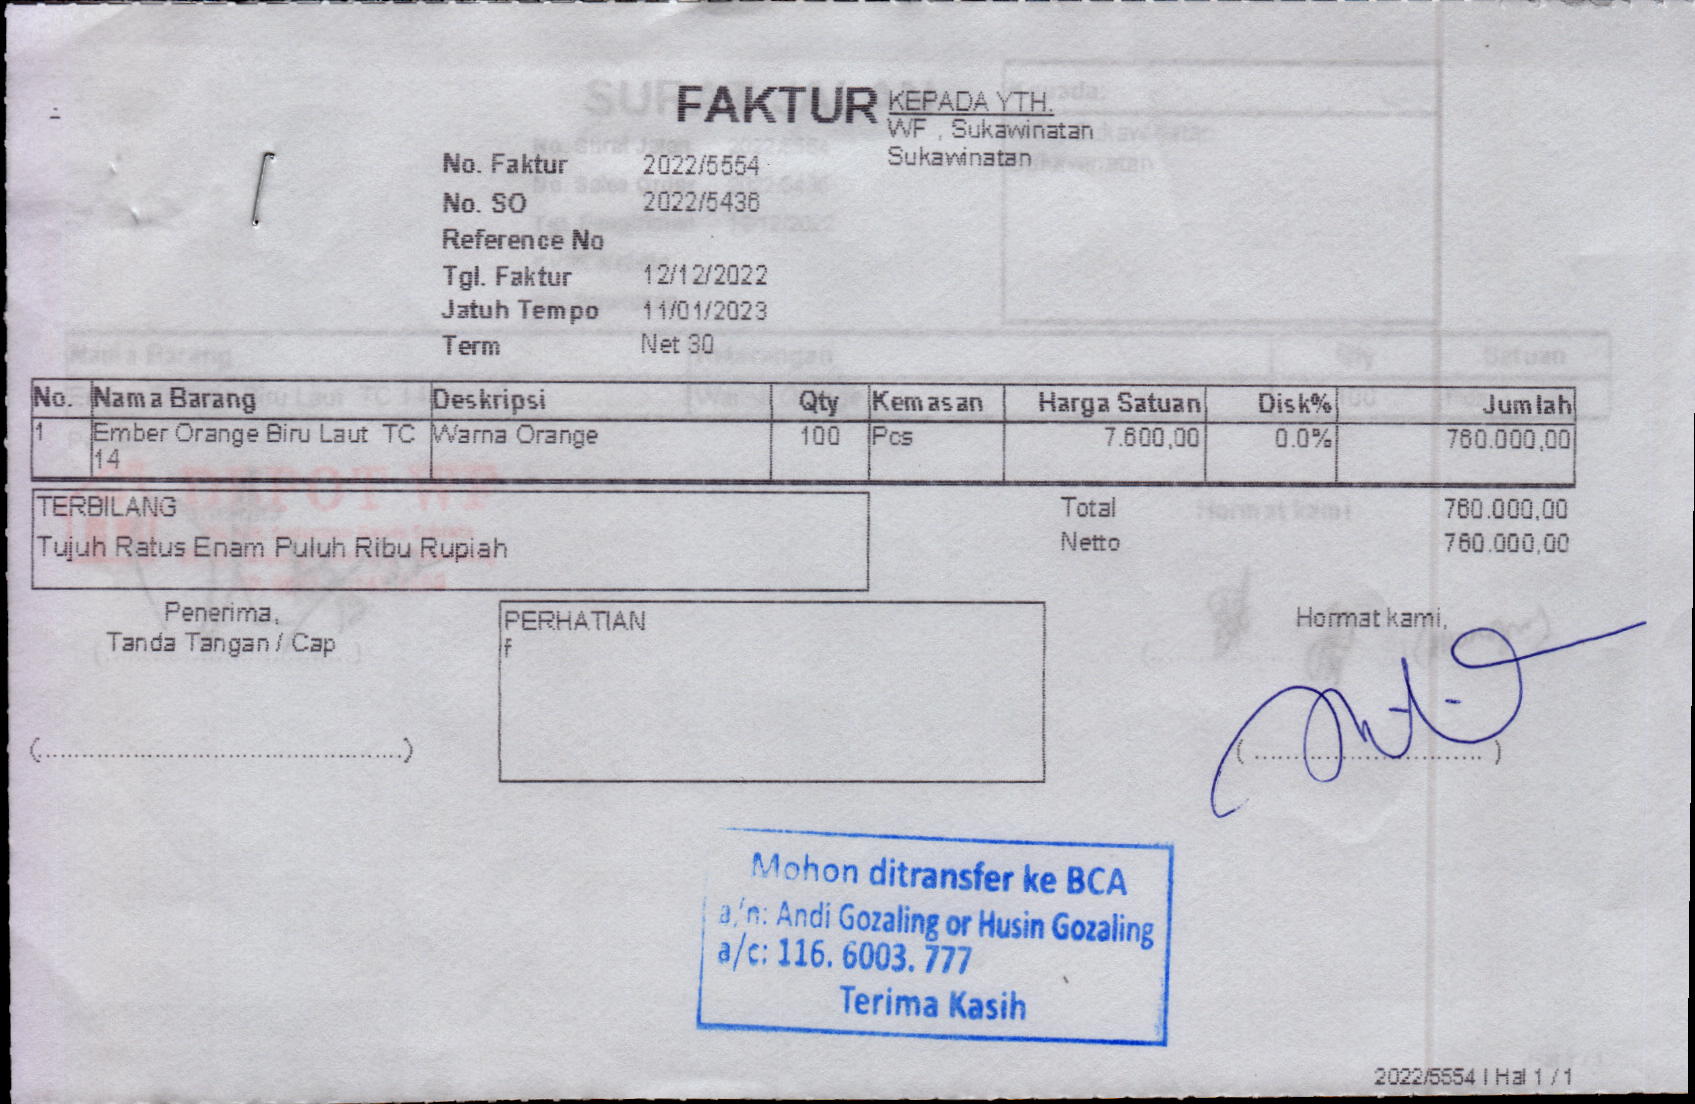 FAKTUR
KEPADA YTH.
WF , Sukawinatan
Sukawinatan
No. Faktur 2022/5554
No. SO 2022/5436
Reference No
Tgl. Faktur 12/12/2022
Jatuh Tempo 11/01/2023
Term Net 30
No. Nama Barang Deskripsi Qty Kemasan Harga Satuan Disk% Jumlah
1 Ember Orange Biru Laut TC Warna Orange 100 Pcs 7.600,00 0.0% 760.000,00
14
TERBILANG
Tujuh Ratus Enam Puluh Ribu Rupiah
Total 760.000,00
Netto 760.000,00
Penerima,
Tanda Tangan / Cap
(..............................................)
PERHATIAN
f
Hormat kami,
(..............................)
Mohon ditransfer ke BCA
a/n: Andi Gozaling or Husin Gozaling
a/c: 116. 6003. 777
Terima Kasih
2022/5554 | Hal 1 / 1